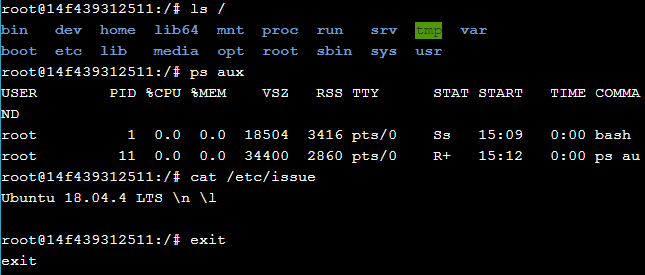 root@14f439312511:/# ls /
bin   dev  home  lib64  mnt  proc  run   srv  tmp  var
boot  etc  lib   media  opt  root  sbin  sys  usr
root@14f439312511:/# ps aux
USER         PID %CPU %MEM    VSZ   RSS TTY      STAT START   TIME COMMA
ND
root           1  0.0  0.0  18504  3416 pts/0    Ss   15:09   0:00 bash
root          11  0.0  0.0  34400  2860 pts/0    R+   15:12   0:00 ps au
root@14f439312511:/# cat /etc/issue
Ubuntu 18.04.4 LTS \n \l
root@14f439312511:/# exit
exit